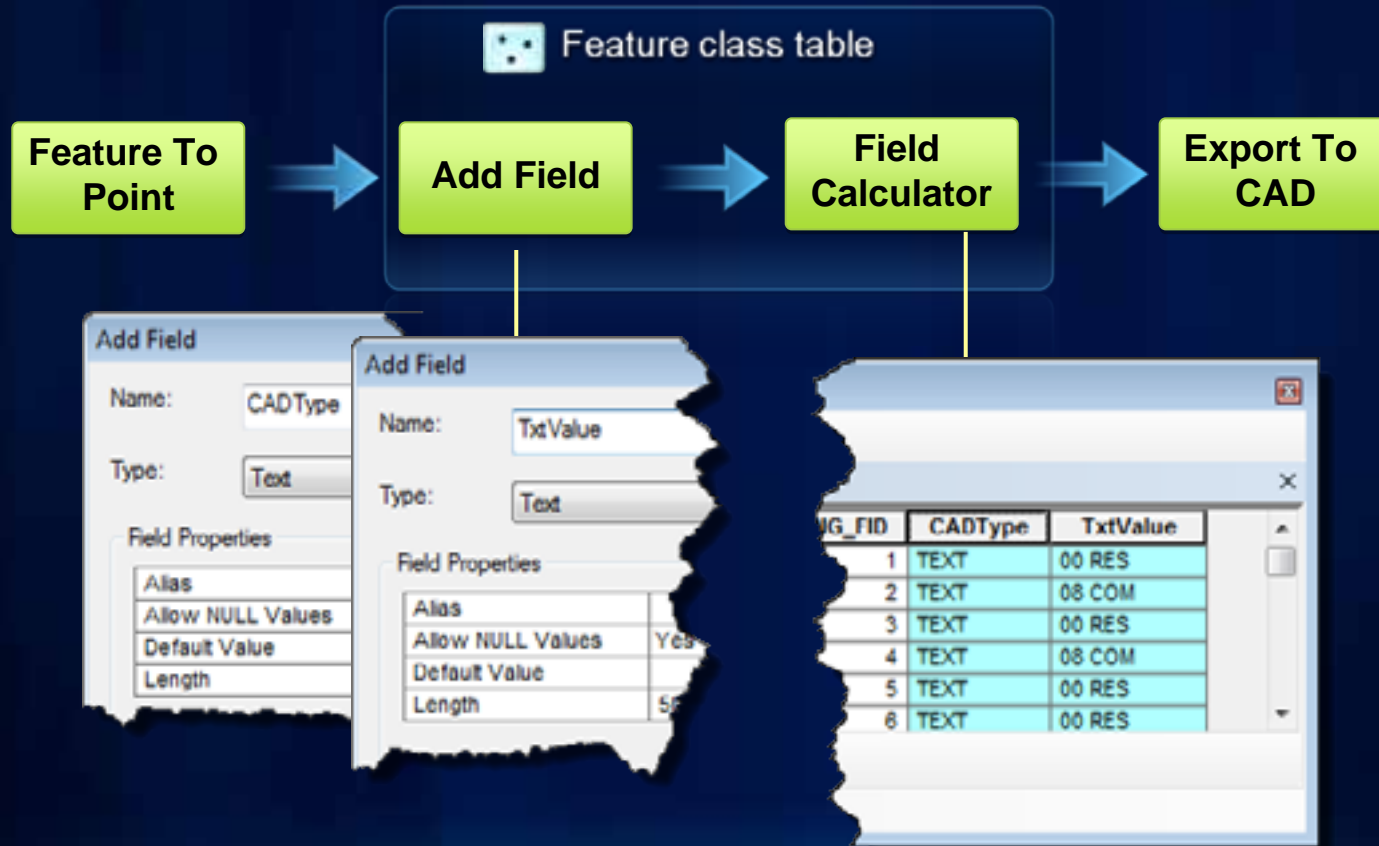 Feature class table
Feature To
Point
Add Field
Field
Calculator
Export To
CAD
Add Field
Name: CADType
Type: Text
Field Properties
Alias
Allow NULL Values
Default Value
Length
Add Field
Name: TxtValue
Type: Text
Field Properties
Alias
Allow NULL Values Yes
Default Value
Length
IG_FID CADType TxtValue
1 TEXT 00 RES
2 TEXT 08 COM
3 TEXT 00 RES
4 TEXT 08 COM
5 TEXT 00 RES
6 TEXT 00 RES